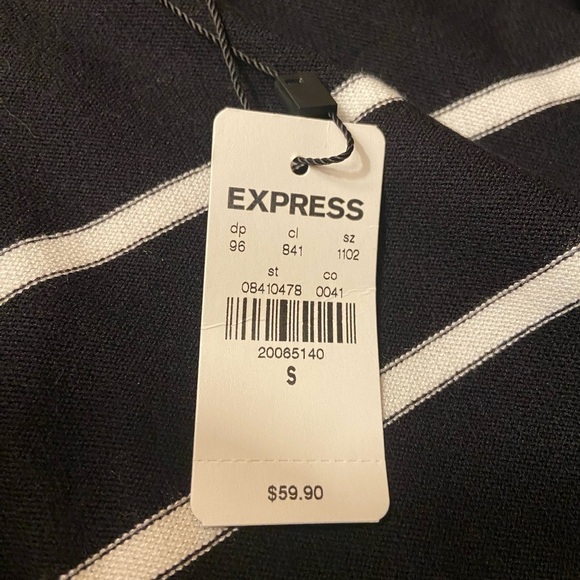 EXPRESS
dp cl sz
96 841 1102
st co
08410478 0041
20065140
S
$59.90